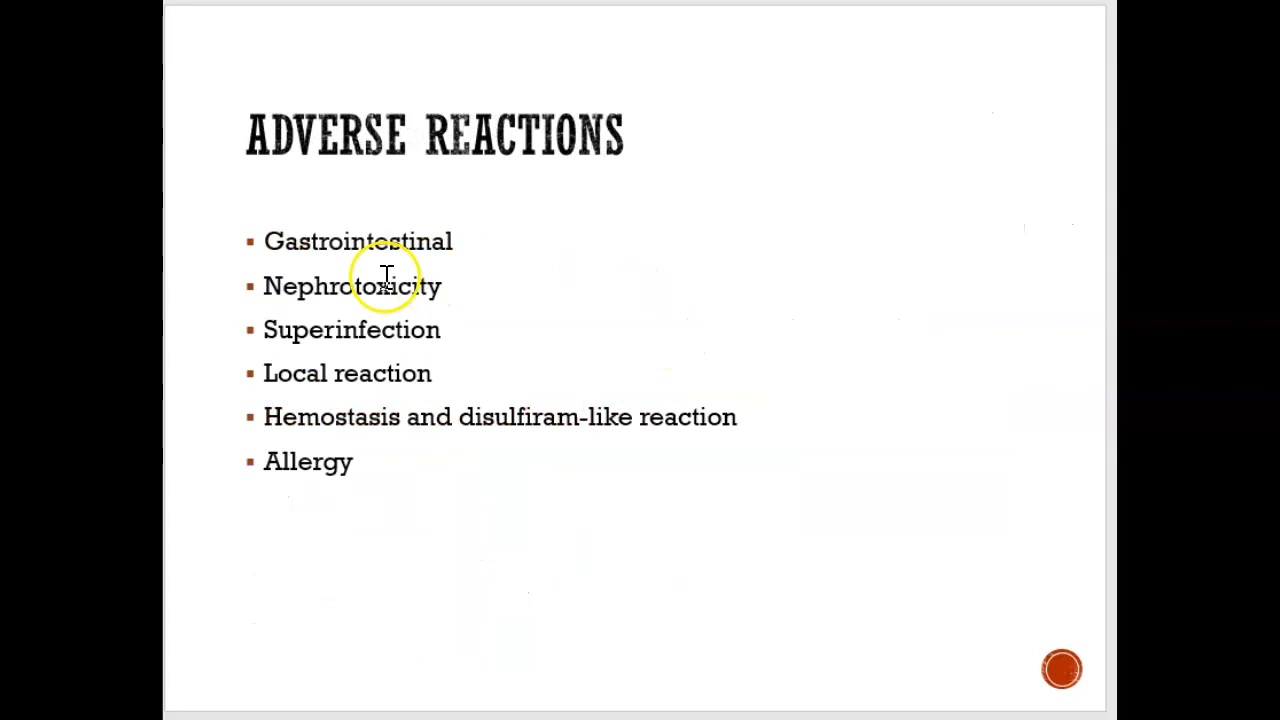 ADVERSE REACTIONS
▪ Gastrointestinal
▪ Nephrotoxicity
▪ Superinfection
▪ Local reaction
▪ Hemostasis and disulfiram-like reaction
▪ Allergy